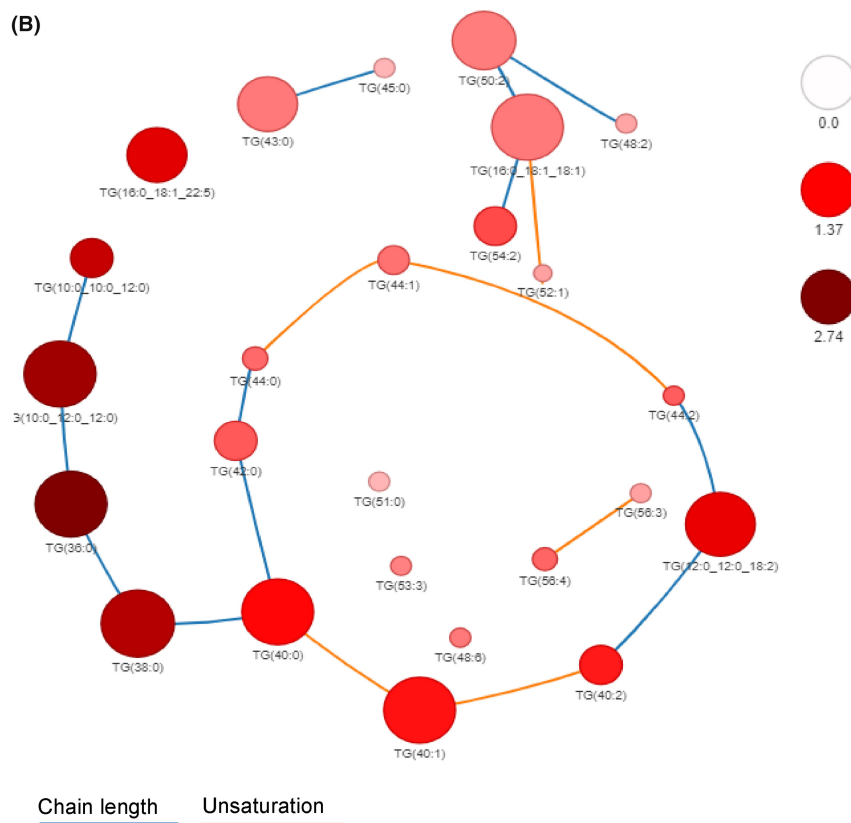 (B)
TG(50:2)
TG(45:0)
TG(43:0)
0.0
TG(48:2)
TG(16:0_18:1_18:1)
TG(16:0_18:1_22:5)
1.37
TG(54:2)
TG(10:0_10:0_12:0)
TG(44:1)
TG(52:1)
2.74
TG(44:0)
G(10:0_12:0_12:0)
TG(44:2)
TG(42:0)
TG(51:0)
TG(56:3)
TG(36:0)
TG(12:0_12:0_18:2)
TG(53:3)
TG(56:4)
TG(40:0)
TG(48:6)
TG(38:0)
TG(40:2)
TG(40:1)
Chain length Unsaturation